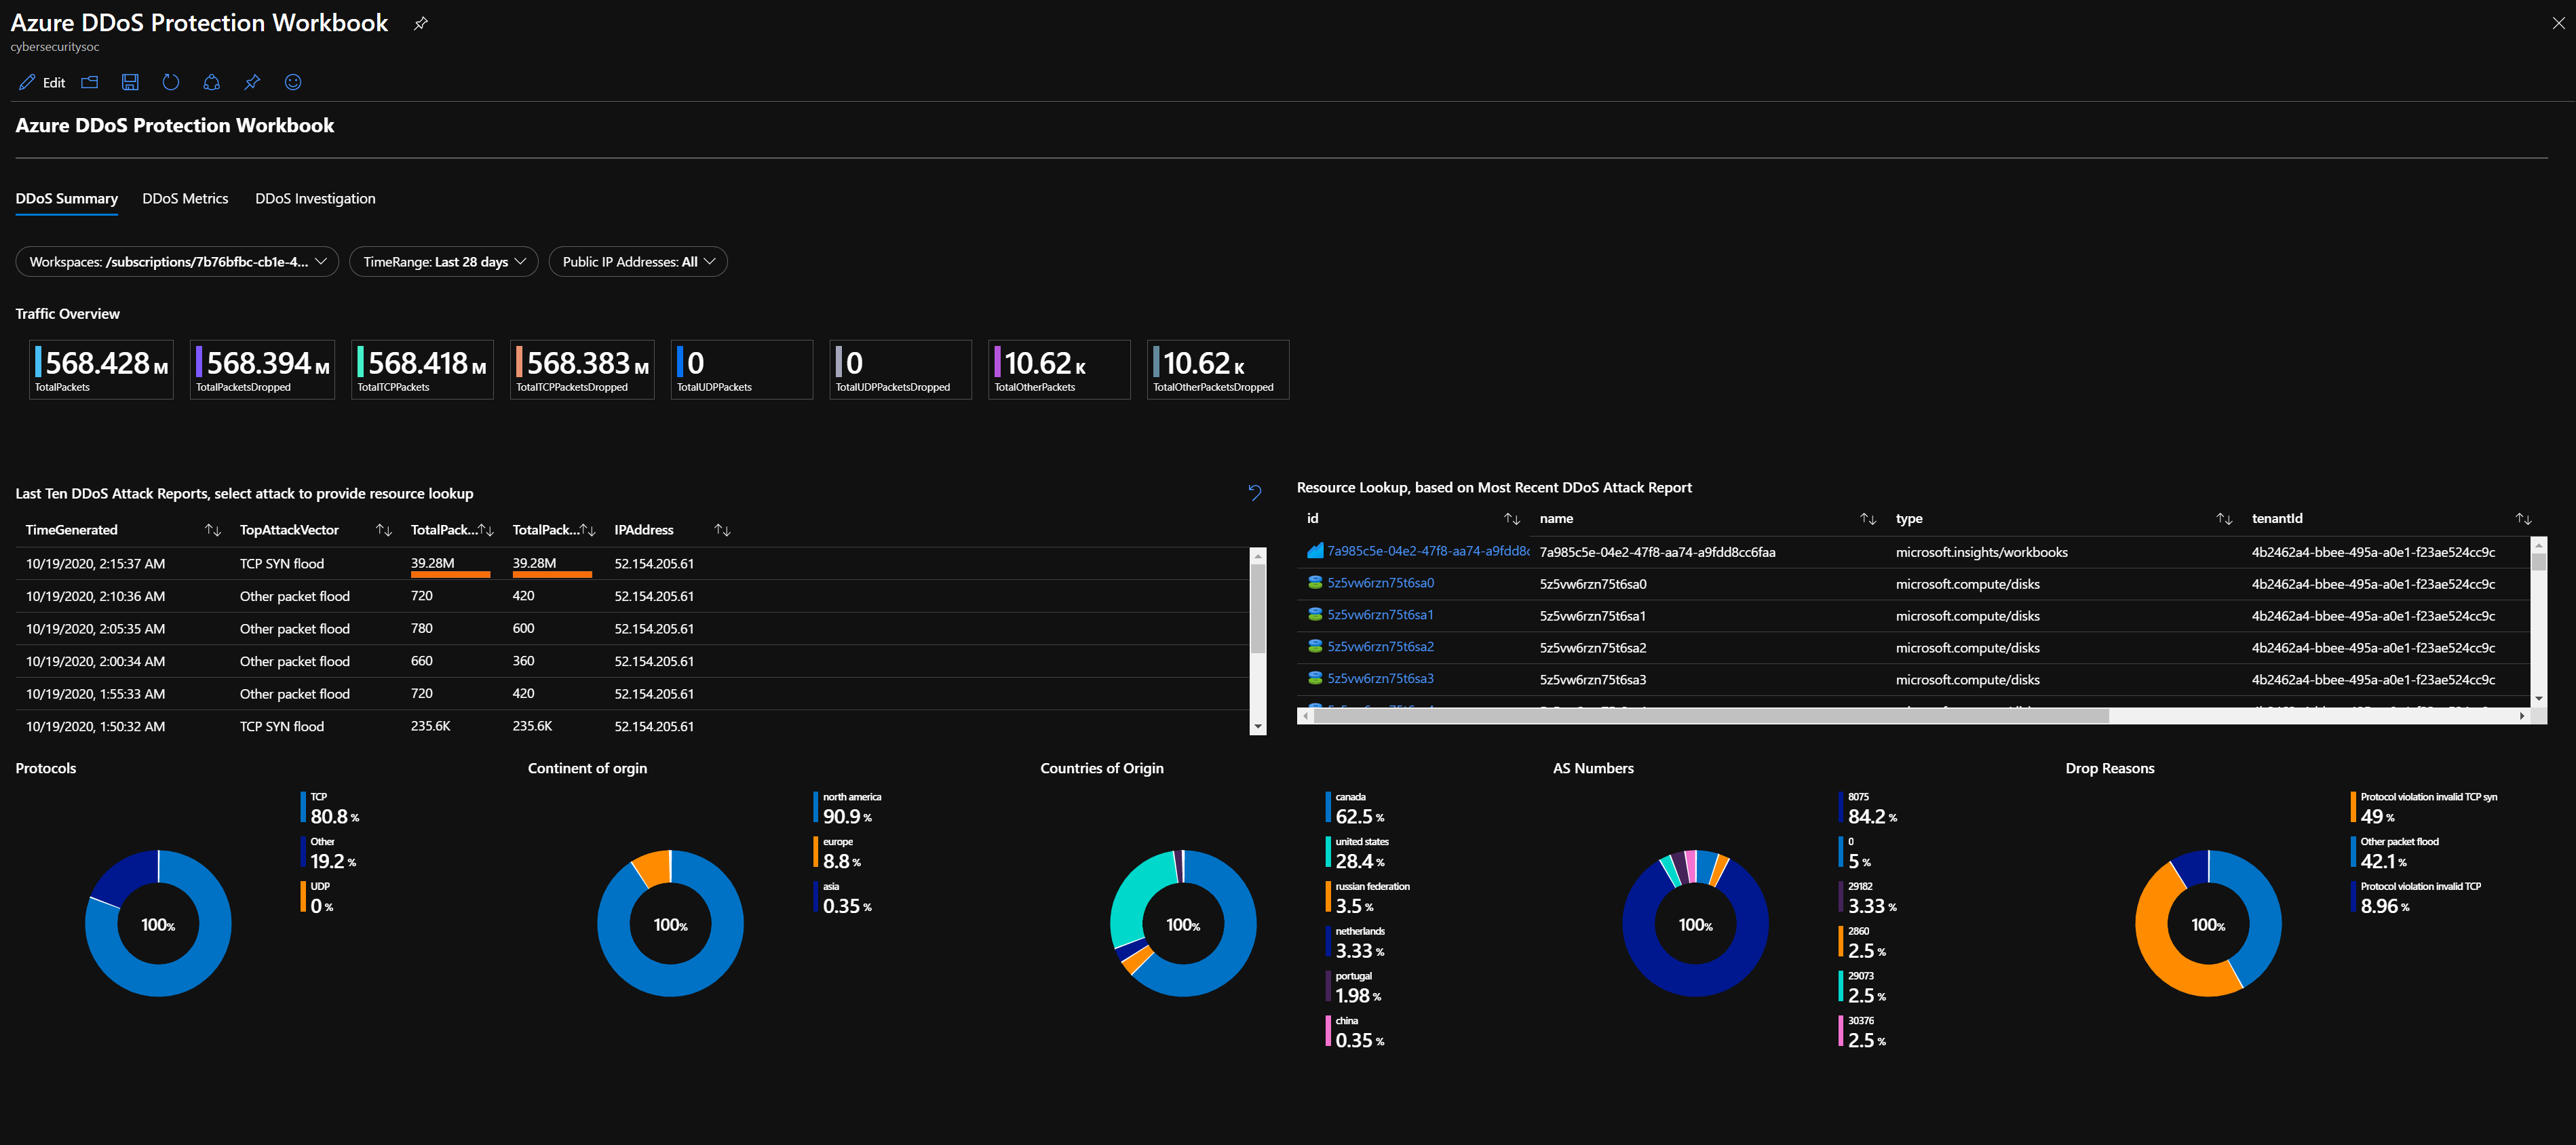 Azure DDoS Protection Workbook
cybersecuritysoc
Edit
Azure DDoS Protection Workbook
DDoS Summary DDoS Metrics DDoS Investigation
Workspaces: /subscriptions/7b76bfbc-cb1e-4... TimeRange: Last 28 days Public IP Addresses: All
Traffic Overview
568.428 M 568.394 M 568.418 M 568.383 M 0 0 10.62 K 10.62 K
TotalPackets TotalPacketsDropped TotalTCPPackets TotalTCPPacketsDropped TotalUDPPackets TotalUDPPacketsDropped TotalOtherPackets TotalOtherPacketsDropped
Last Ten DDoS Attack Reports, select attack to provide resource lookup
TimeGenerated TopAttackVector TotalPack... TotalPack... IPAddress
10/19/2020, 2:15:37 AM TCP SYN flood 39.28M 39.28M 52.154.205.61
10/19/2020, 2:10:36 AM Other packet flood 720 420 52.154.205.61
10/19/2020, 2:05:35 AM Other packet flood 780 600 52.154.205.61
10/19/2020, 2:00:34 AM Other packet flood 660 360 52.154.205.61
10/19/2020, 1:55:33 AM Other packet flood 720 420 52.154.205.61
10/19/2020, 1:50:32 AM TCP SYN flood 235.6K 235.6K 52.154.205.61
Resource Lookup, based on Most Recent DDoS Attack Report
id name type tenantId
7a985c5e-04e2-47f8-aa74-a9fdd8c 7a985c5e-04e2-47f8-aa74-a9fdd8cc6faa microsoft.insights/workbooks 4b2462a4-bbee-495a-a0e1-f23ae524cc9c
5z5vw6rzn75t6sa0 5z5vw6rzn75t6sa0 microsoft.compute/disks 4b2462a4-bbee-495a-a0e1-f23ae524cc9c
5z5vw6rzn75t6sa1 5z5vw6rzn75t6sa1 microsoft.compute/disks 4b2462a4-bbee-495a-a0e1-f23ae524cc9c
5z5vw6rzn75t6sa2 5z5vw6rzn75t6sa2 microsoft.compute/disks 4b2462a4-bbee-495a-a0e1-f23ae524cc9c
5z5vw6rzn75t6sa3 5z5vw6rzn75t6sa3 microsoft.compute/disks 4b2462a4-bbee-495a-a0e1-f23ae524cc9c
Protocols
100%
TCP
80.8 %
Other
19.2 %
UDP
0 %
Continent of orgin
100%
north america
90.9 %
europe
8.8 %
asia
0.35 %
Countries of Origin
100%
canada
62.5 %
united states
28.4 %
russian federation
3.5 %
netherlands
3.33 %
portugal
1.98 %
china
0.35 %
AS Numbers
100%
8075
84.2 %
0
5 %
29182
3.33 %
2860
2.5 %
29073
2.5 %
30376
2.5 %
Drop Reasons
100%
Protocol violation invalid TCP syn
49 %
Other packet flood
42.1 %
Protocol violation invalid TCP
8.96 %